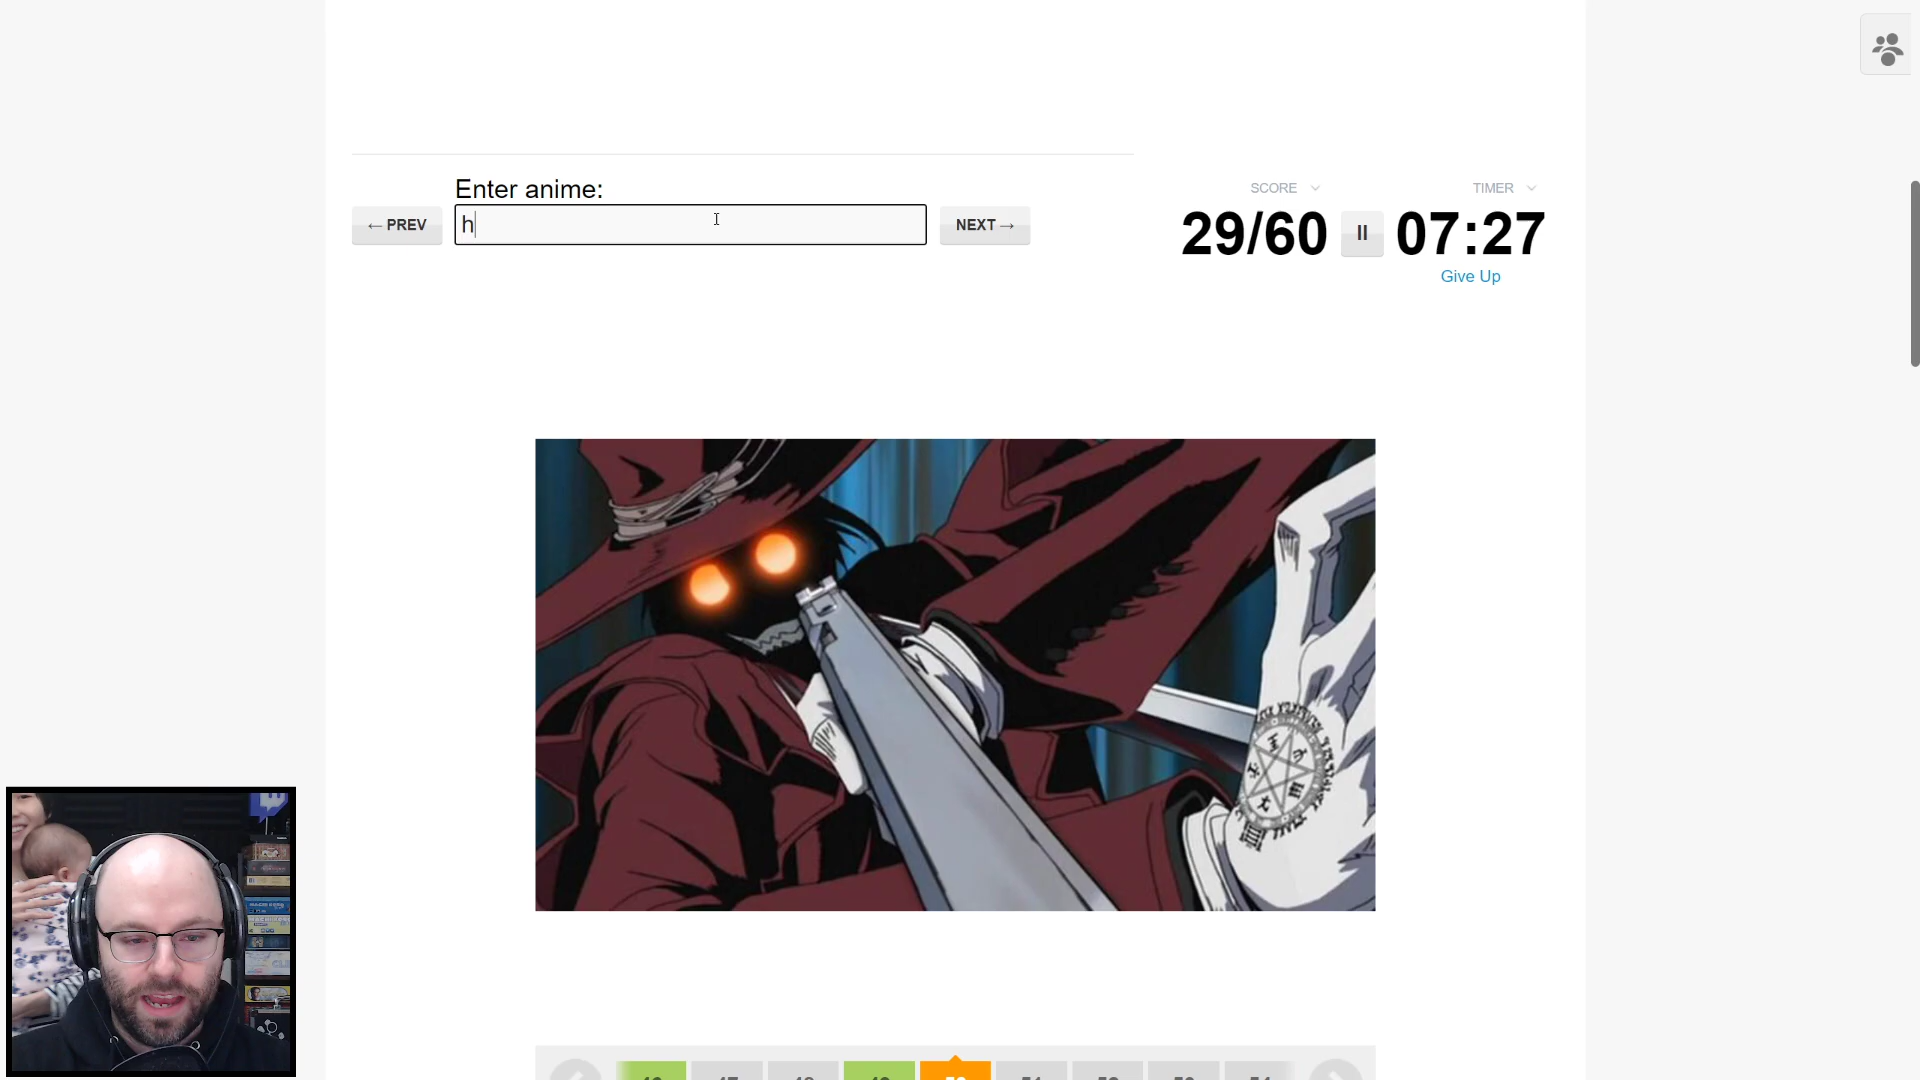 Enter anime:
← PREV
h
NEXT →
SCORE
TIMER
29/60
07:27
Give Up